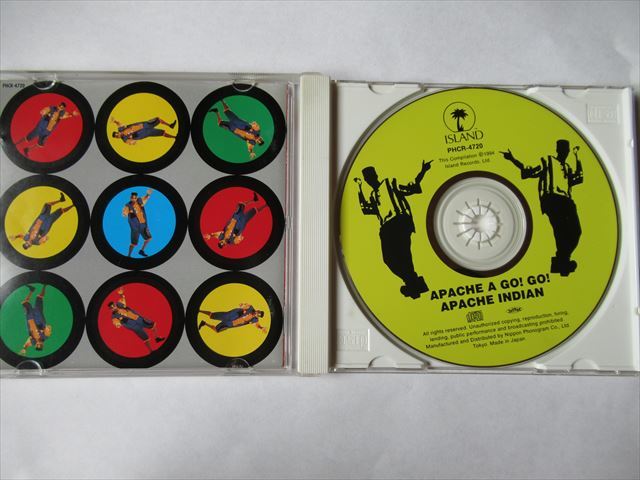 PHCR-4720
ISLAND
PHCR-4720
This Compilation ℗1994
Island Records, Ltd.
APACHE A GO! GO!
APACHE INDIAN
All rights reserved. Unauthorized copying, reproduction, hiring,
lending, public performance and broadcasting prohibited.
Manufactured and Distributed by Nippon Phonogram Co., Ltd.
Tokyo. Made in Japan